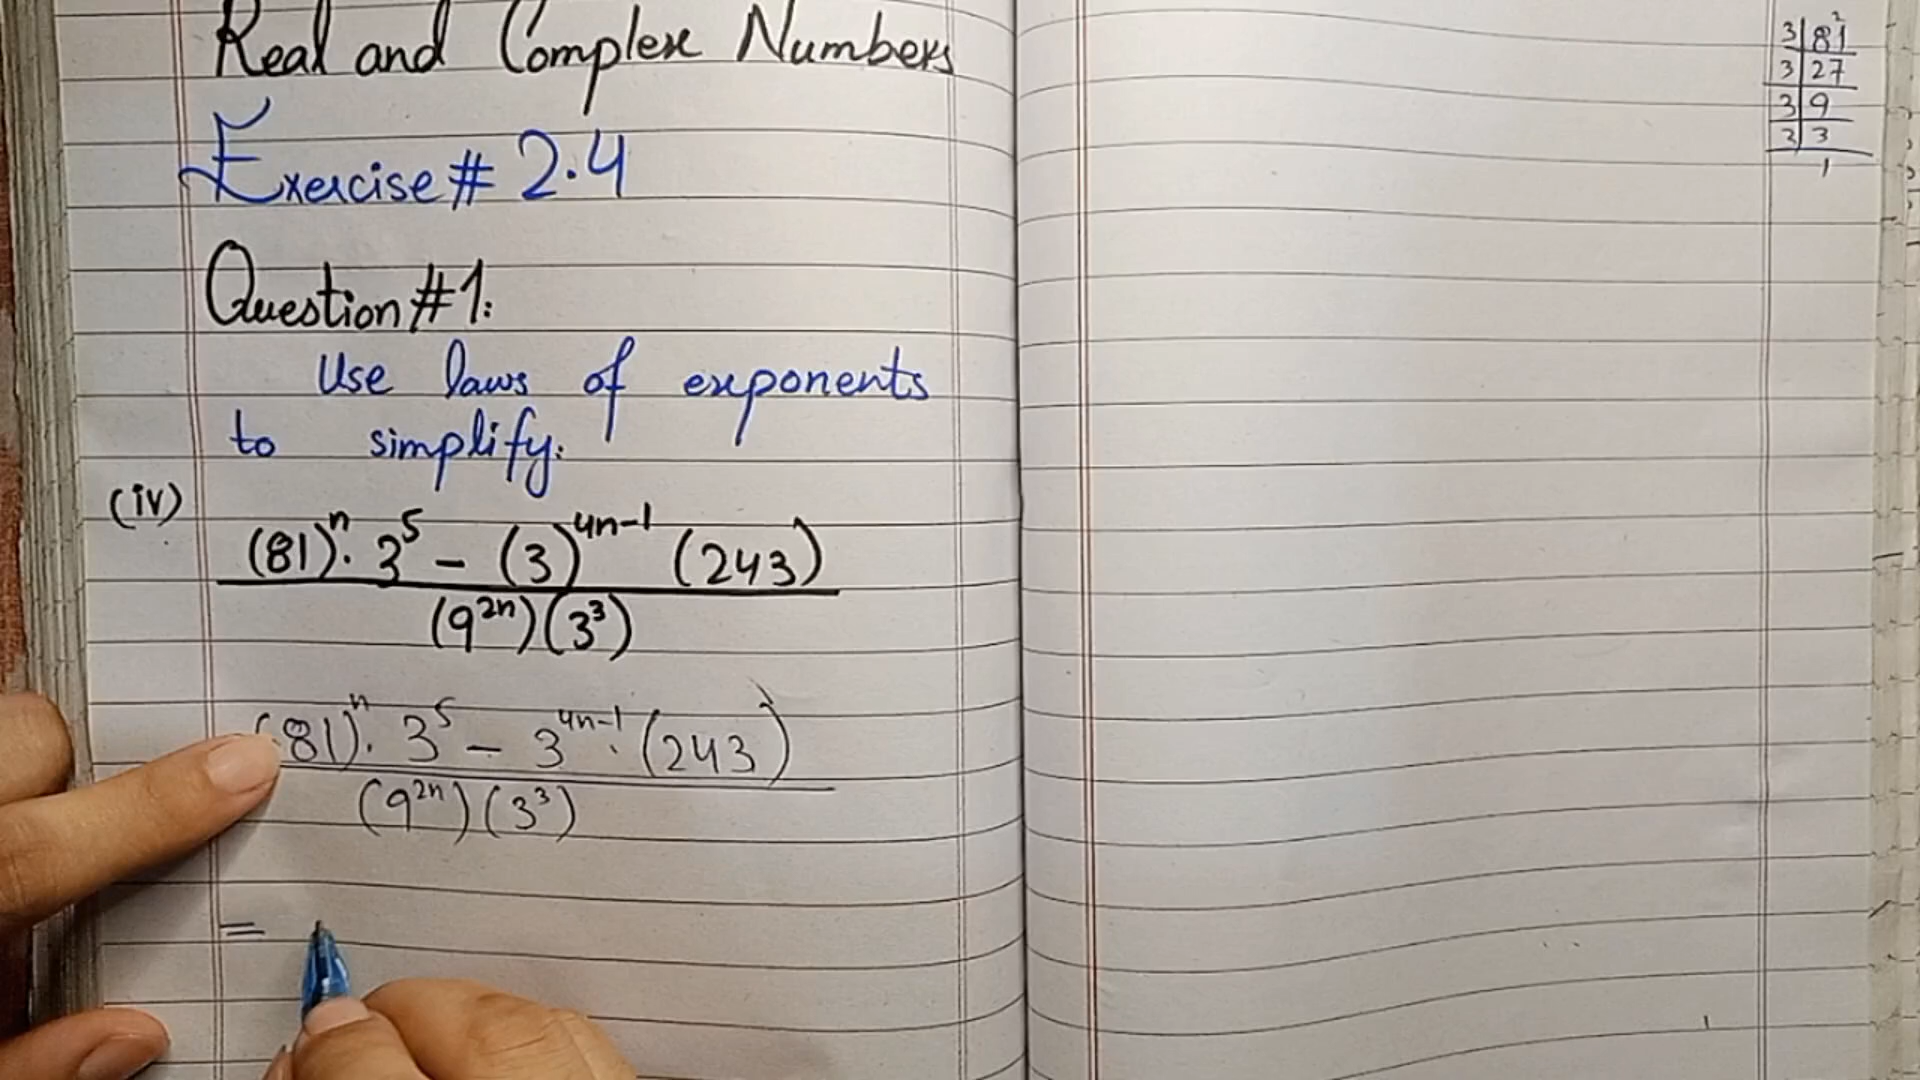 Real and Complex Numbers
Exercise # 2.4
Question #1:
Use laws of exponents
to simplify:
(iv)
(81)ⁿ · 3⁵ − (3)⁴ⁿ⁻¹ (243)
(9²ⁿ)(3³)
(81)ⁿ · 3⁵ − 3⁴ⁿ⁻¹ · (243)
(9²ⁿ)(3³)
=
3 | 81
3 | 27
3 | 9
3 | 3
1